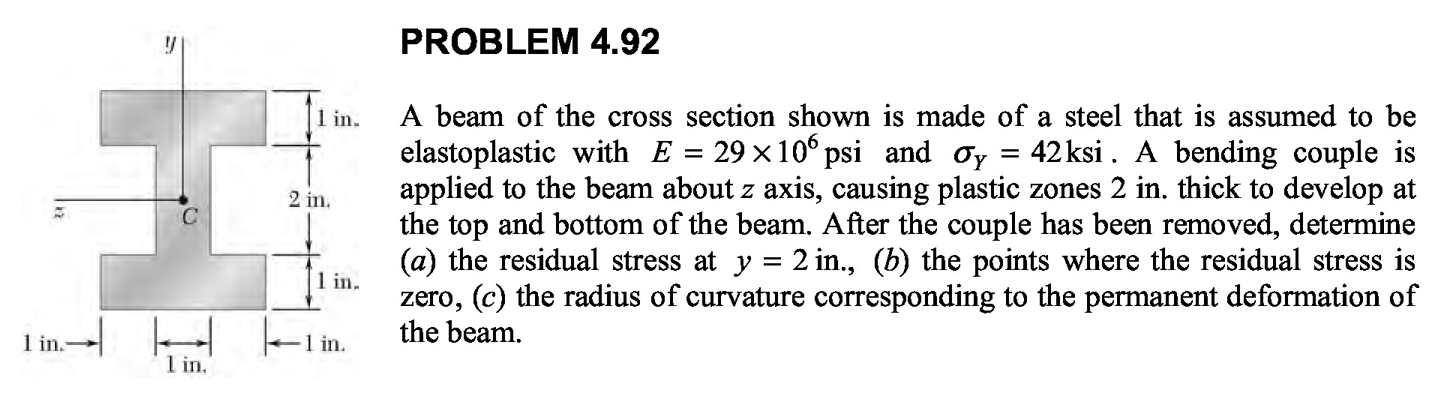 PROBLEM 4.92
A beam of the cross section shown is made of a steel that is assumed to be
elastoplastic with E = 29 × 10⁶ psi and σ_Y = 42 ksi. A bending couple is
applied to the beam about z axis, causing plastic zones 2 in. thick to develop at
the top and bottom of the beam. After the couple has been removed, determine
(a) the residual stress at y = 2 in., (b) the points where the residual stress is
zero, (c) the radius of curvature corresponding to the permanent deformation of
the beam.
y
1 in.
2 in.
z
C
1 in.
1 in.
1 in.
1 in.